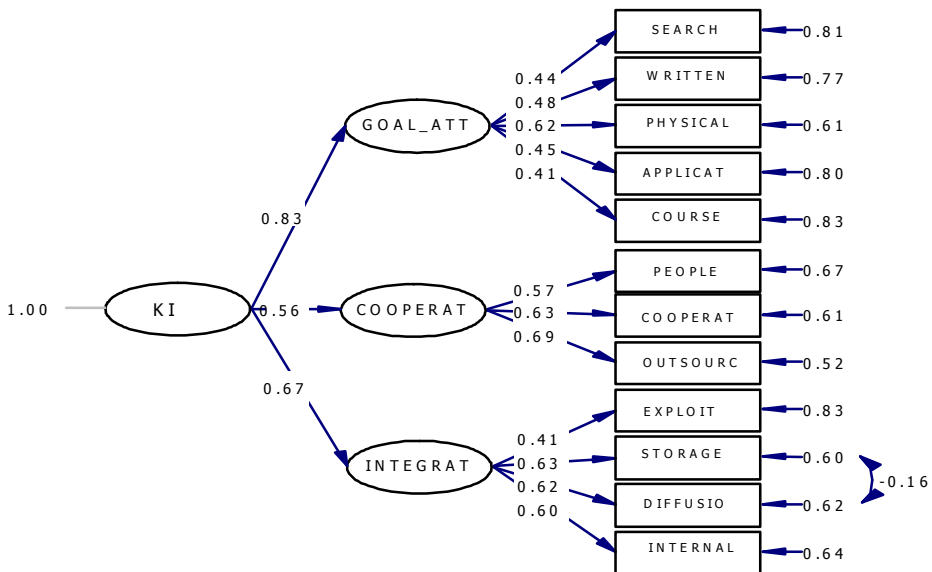 SEARCH
0.81
0.44
WRITTEN
0.77
0.48
GOAL_ATT
0.62
PHYSICAL
0.61
0.45
APPLICAT
0.80
0.41
COURSE
0.83
0.83
PEOPLE
0.67
0.57
1.00
KI
0.56
COOPERAT
0.63
COOPERAT
0.61
0.69
OUTSOURC
0.52
0.67
EXPLOIT
0.83
0.41
STORAGE
0.60
INTEGRAT
0.63
-0.16
0.62
DIFFUSIO
0.62
0.60
INTERNAL
0.64